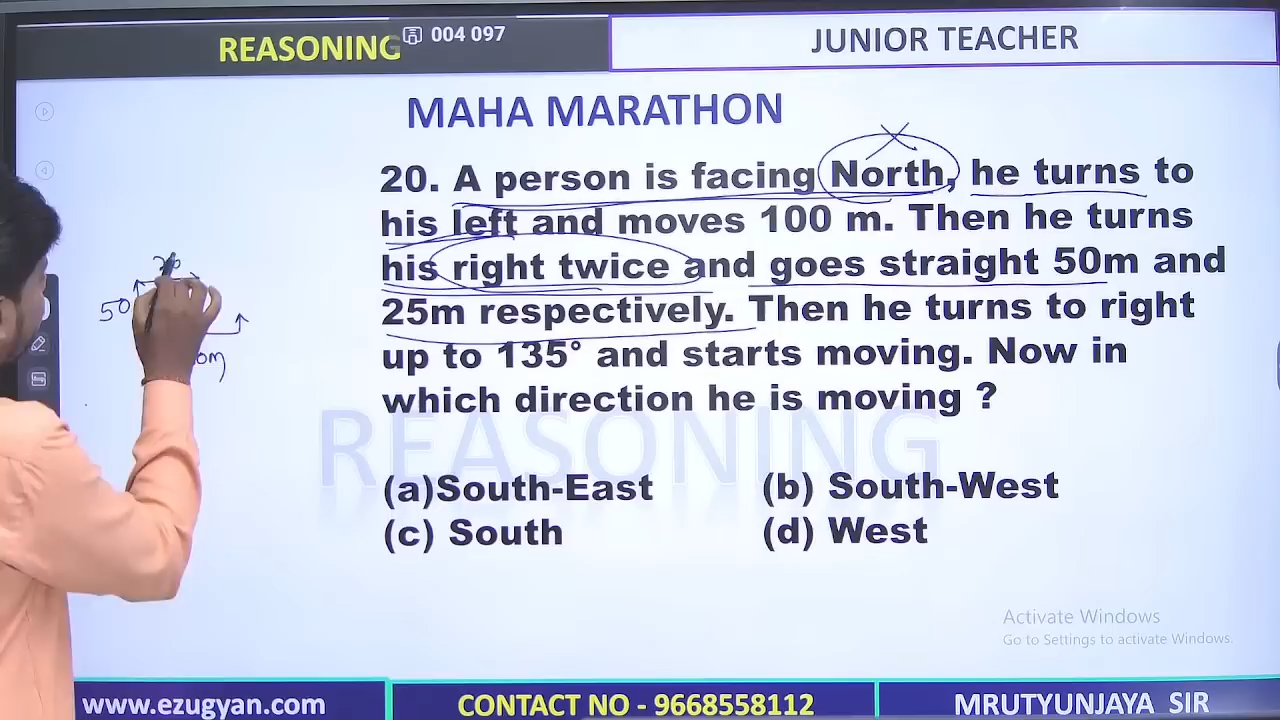 REASONING
004 097
JUNIOR TEACHER
MAHA MARATHON
20. A person is facing North, he turns to
his left and moves 100 m. Then he turns
his right twice and goes straight 50m and
25m respectively. Then he turns to right
up to 135° and starts moving. Now in
which direction he is moving ?
50
REASONING
(a)South-East (b) South-West
(c) South (d) West
Activate Windows
Go to Settings to activate Windows.
www.ezugyan.com
CONTACT NO - 9668558112
MRUTYUNJAYA SIR